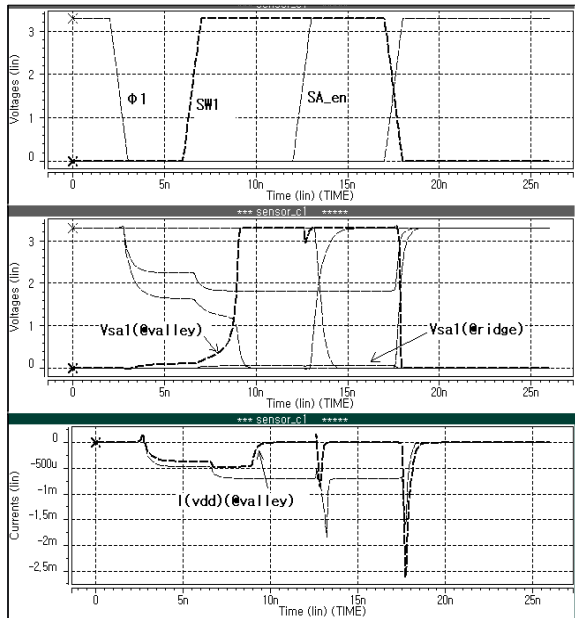 sensor_c1
Voltages (lin)
3
2
1
0
Φ1
SW1
SA_en
0 5n 10n 15n 20n 25n
Time (lin) (TIME)
*** sensor_c1 *****
Voltages (lin)
3
2
1
0
Vsa1(@valley)
Vsa1(@ridge)
0 5n 10n 15n 20n 25n
Time (lin) (TIME)
*** sensor_c1 *****
Currents (lin)
0
-500u
-1m
-1.5m
-2m
-2.5m
I(vdd)(@valley)
0 5n 10n 15n 20n 25n
Time (lin) (TIME)